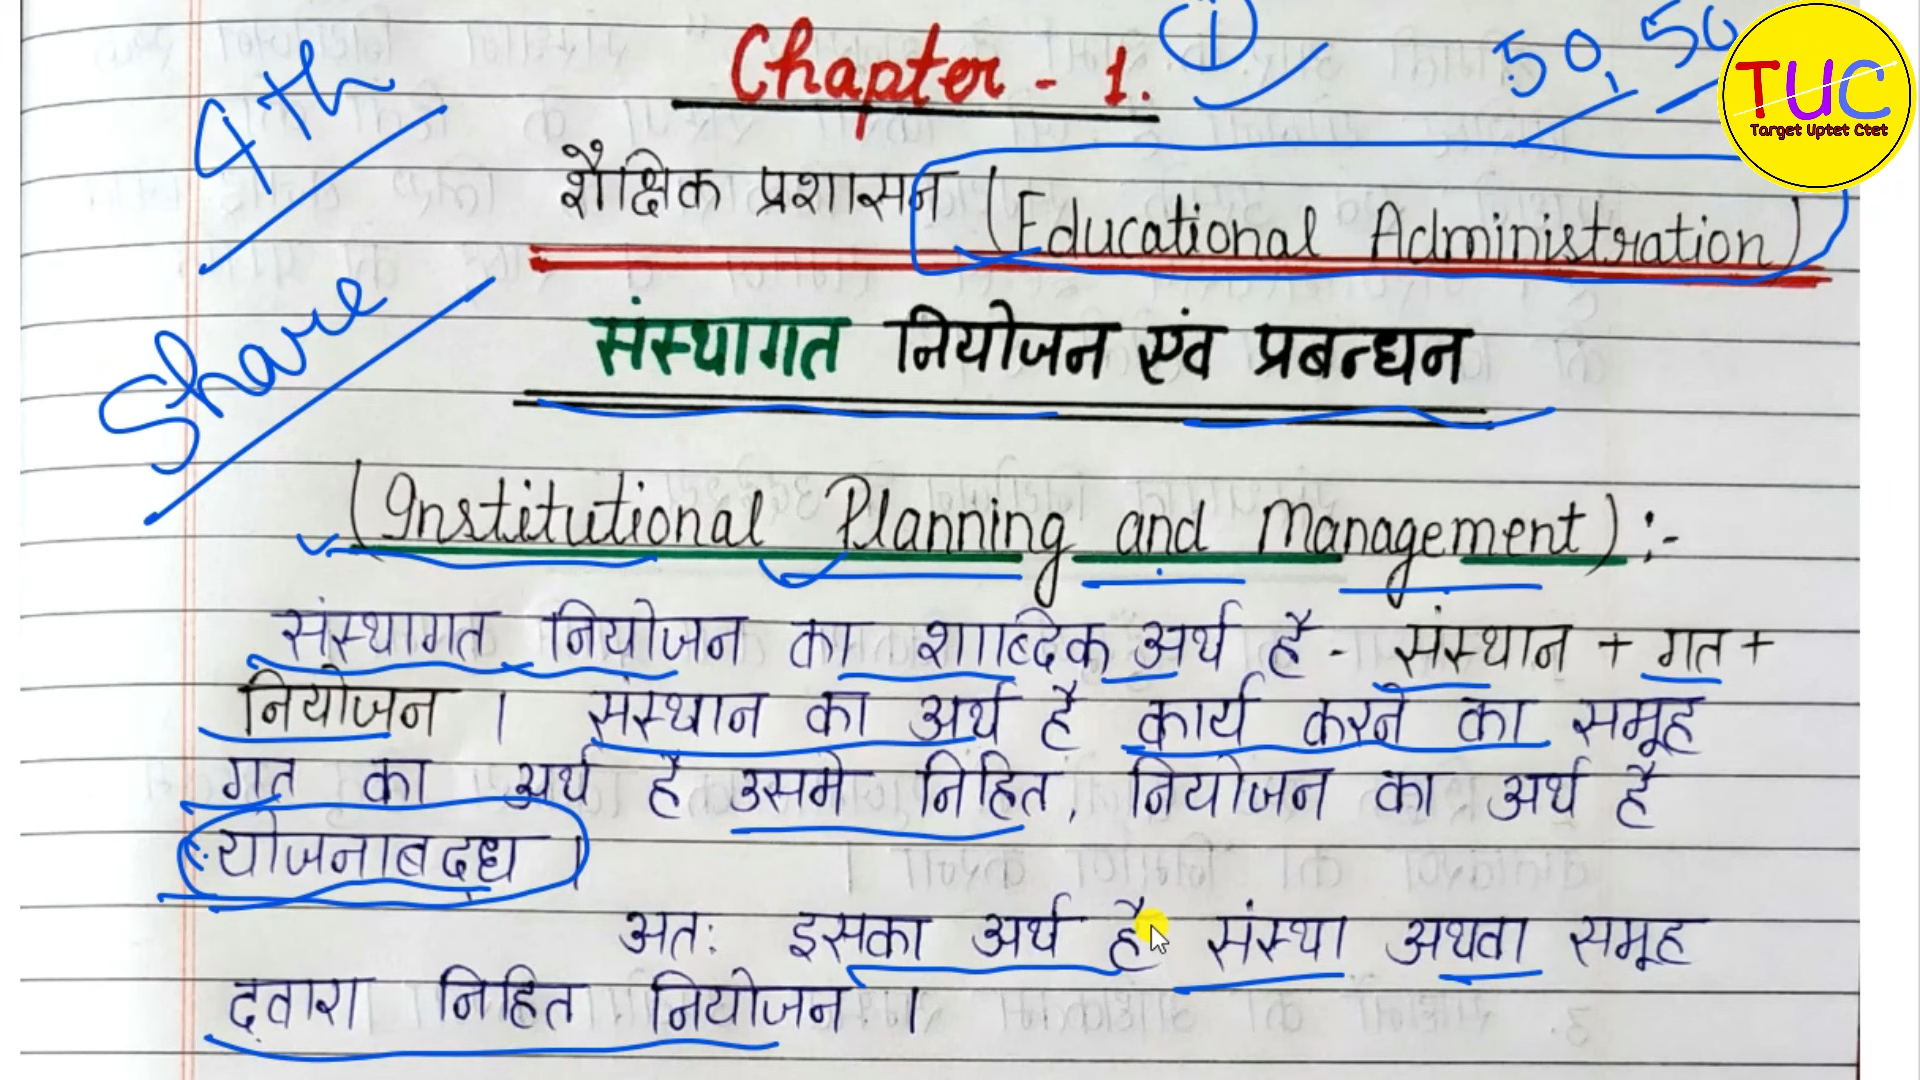 Chapter - 1. 1
50, 50
TUC
Target Uptet Ctet
4th
शैक्षिक प्रशासन (Educational Administration)
Share
संस्थागत नियोजन एंव प्रबन्धन
(Institutional Planning and Management) :-
संस्थागत नियोजन का शाब्दिक अर्थ है - संस्थान + गत +
नियोजन । संस्थान का अर्थ है कार्य करने का समूह
गत का अर्थ है उसमे निहित, नियोजन का अर्थ है
योजनाबद्ध ।
अतः इसका अर्थ है संस्था अथवा समूह
द्वारा निहित नियोजन ।